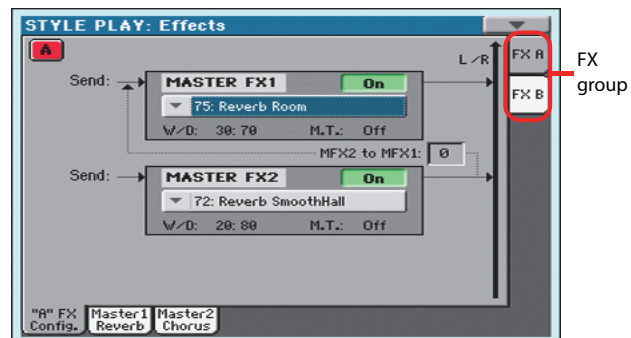 STYLE PLAY: Effects
A
L/R
FX A
FX B
FX
group
Send:
MASTER FX1
On
75: Reverb Room
W/D: 30:70 M.T.: Off
MFX2 to MFX1: 0
Send:
MASTER FX2
On
72: Reverb SmoothHall
W/D: 20:80 M.T.: Off
"A" FX
Config.
Master1
Reverb
Master2
Chorus